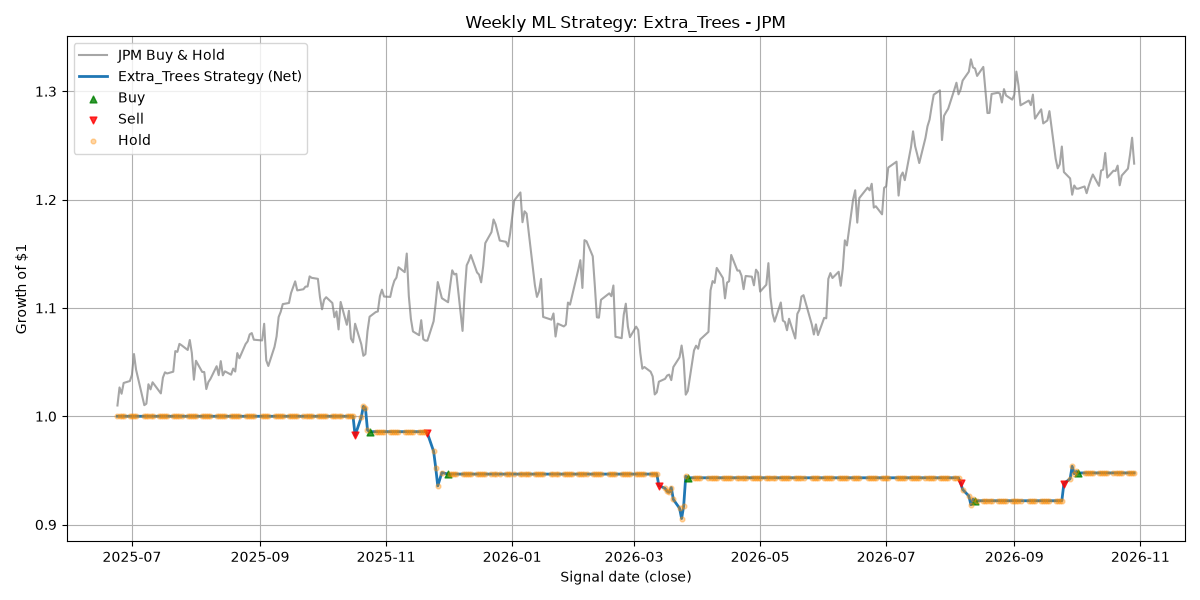 Weekly ML Strategy: Extra_Trees - JPM
JPM Buy & Hold
Extra_Trees Strategy (Net)
Buy
Sell
Hold
Growth of $1
1.3
1.2
1.1
1.0
0.9
2025-07
2025-09
2025-11
2026-01
2026-03
2026-05
2026-07
2026-09
2026-11
Signal date (close)